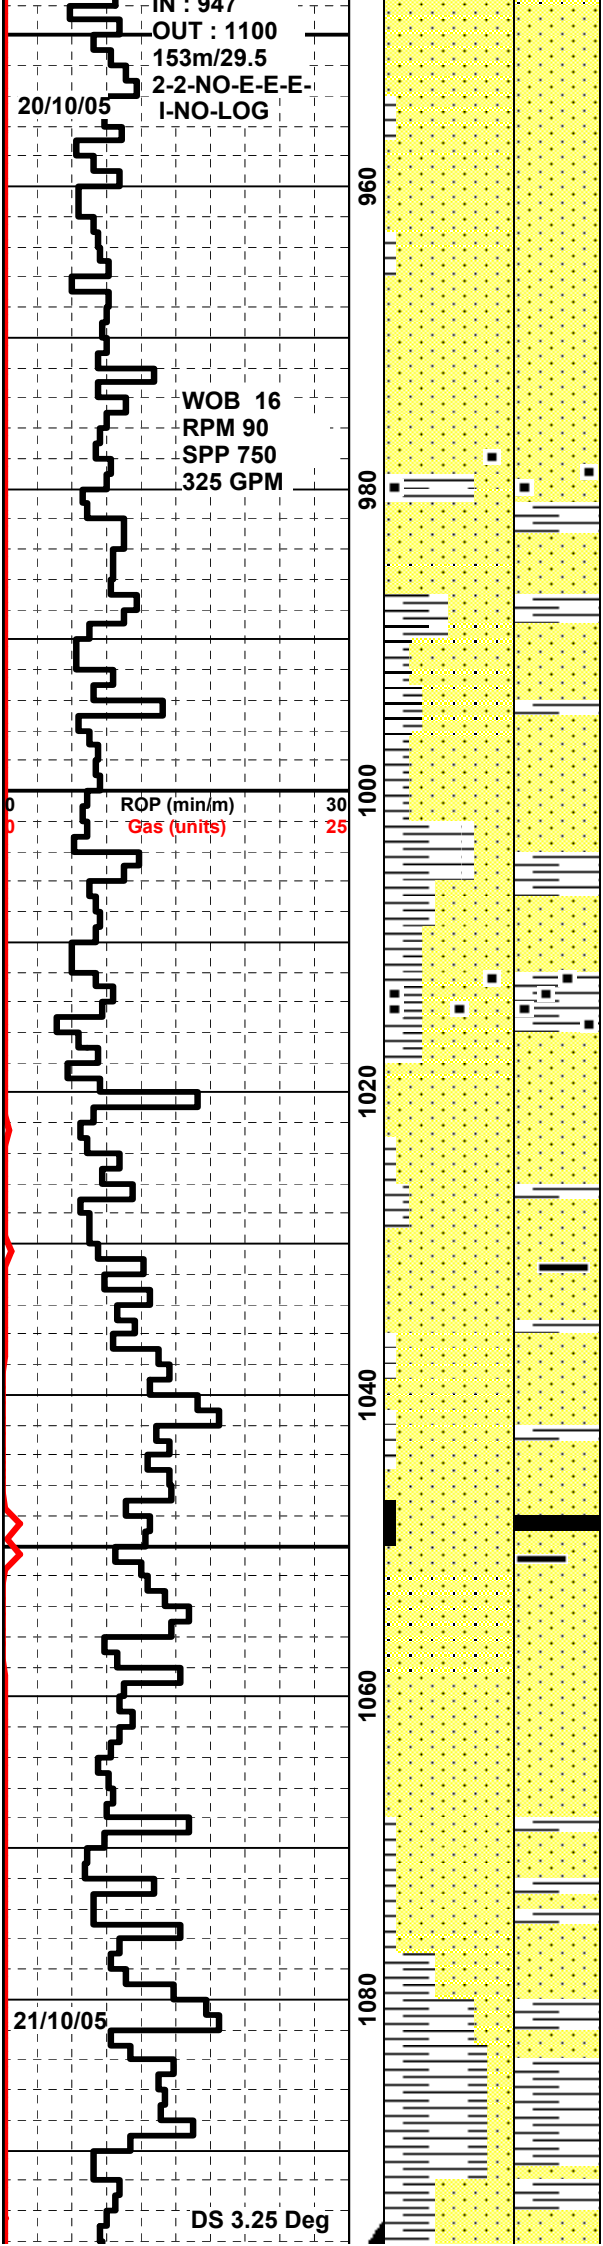 IN : 947
OUT : 1100
153m/29.5
2-2-NO-E-E-E-
I-NO-LOG
20/10/05
960
WOB 16
RPM 90
SPP 750
325 GPM
980
1000
0 ROP (min/m) 30
0 Gas (units) 25
1020
1040
1060
1080
21/10/05
DS 3.25 Deg